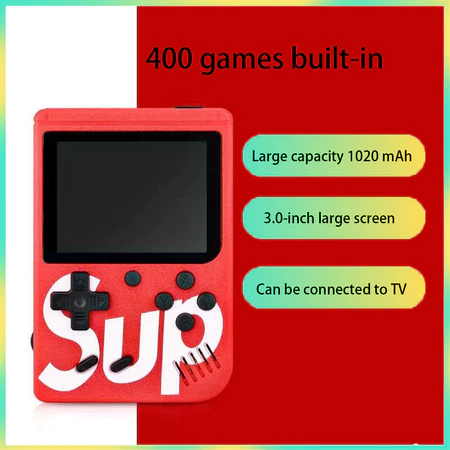 400 games built-in
Large capacity 1020 mAh
3.0-inch large screen
Can be connected to TV
Sup